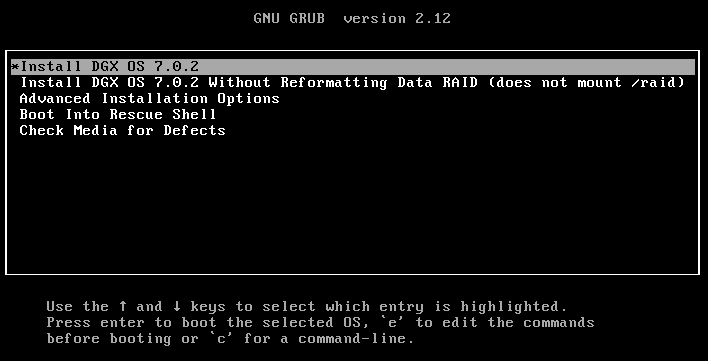 GNU GRUB  version 2.12
*Install DGX OS 7.0.2
Install DGX OS 7.0.2 Without Reformatting Data RAID (does not mount /raid)
Advanced Installation Options
Boot Into Rescue Shell
Check Media for Defects
Use the ↑ and ↓ keys to select which entry is highlighted.
Press enter to boot the selected OS, `e' to edit the commands
before booting or `c' for a command-line.